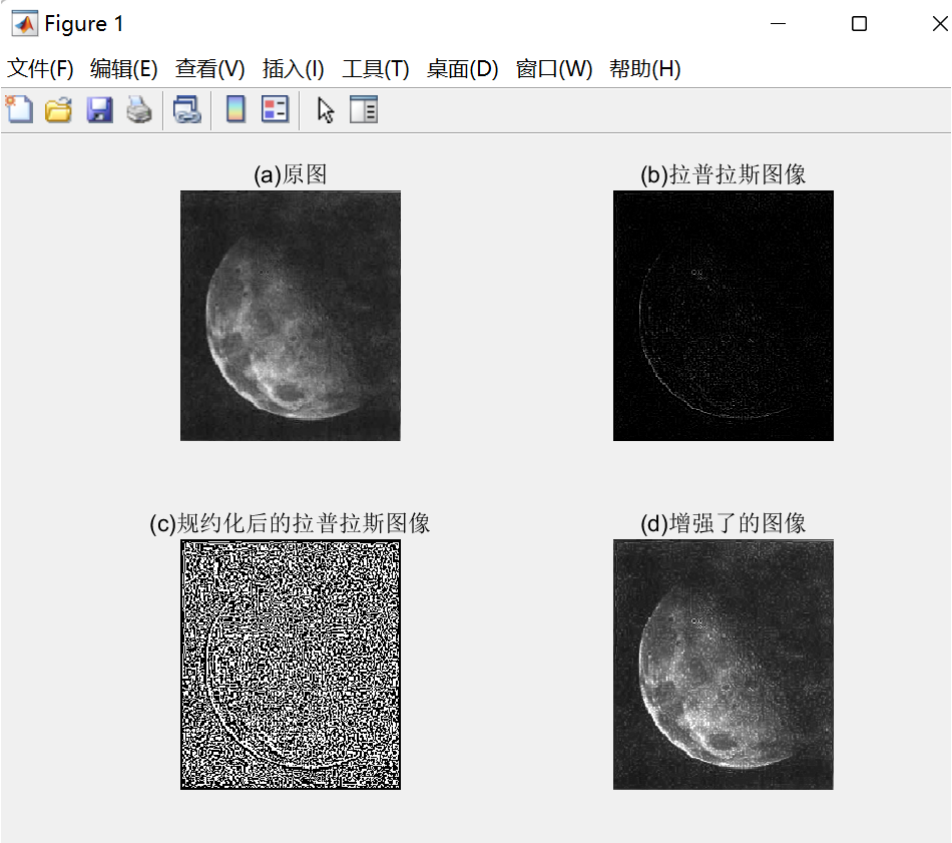 Figure 1
文件(F) 编辑(E) 查看(V) 插入(I) 工具(T) 桌面(D) 窗口(W) 帮助(H)
(a)原图
(b)拉普拉斯图像
(c)规约化后的拉普拉斯图像
(d)增强了的图像